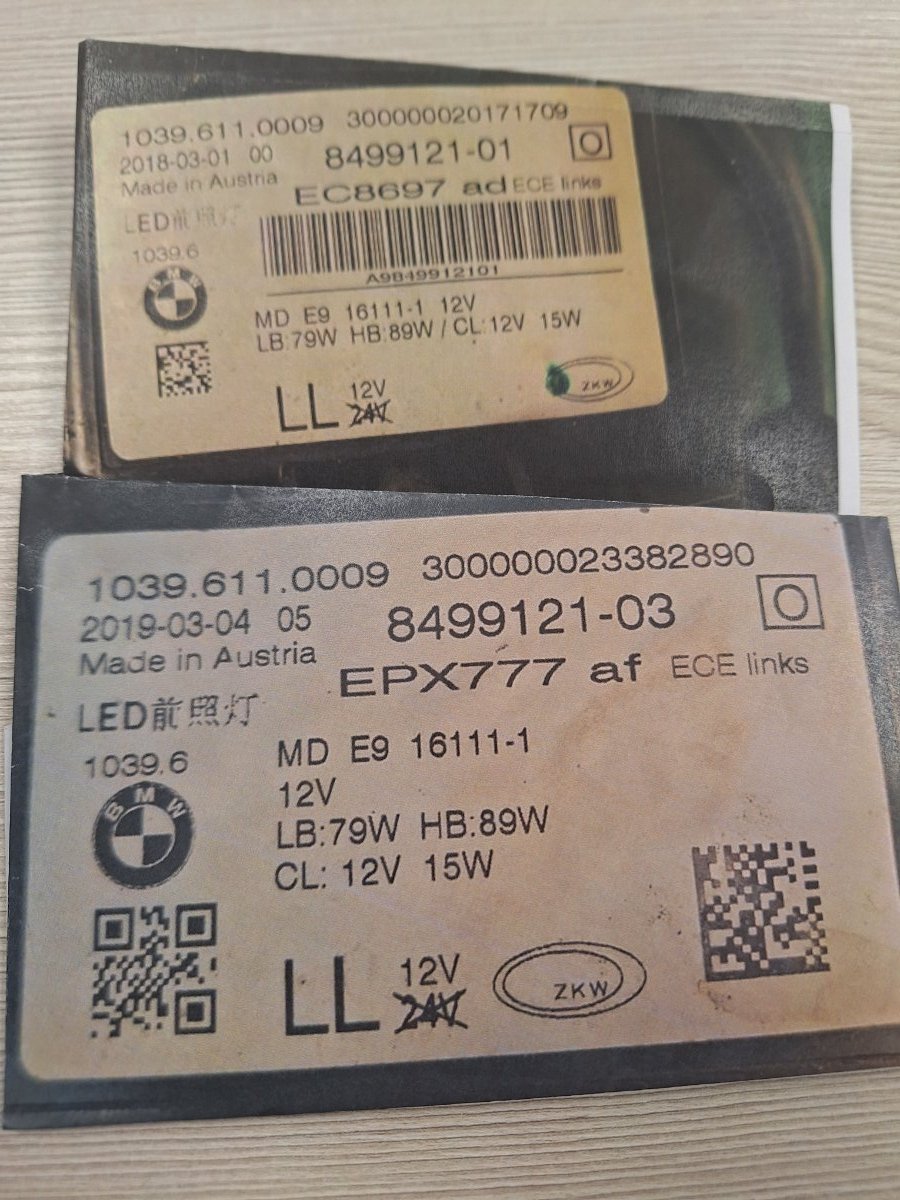 1039.611.0009 300000020171709
2018-03-01 00 8499121-01
Made in Austria EC8697 ad ECE links
LED前照灯
1039.6
A9849912101
BMW
MD E9 16111-1 12V
LB:79W HB:89W / CL:12V 15W
LL 12V
24V
ZKW
1039.611.0009 300000023382890
2019-03-04 05 8499121-03
Made in Austria EPX777 af ECE links
LED前照灯
1039.6 MD E9 16111-1
12V
BMW
LB:79W HB:89W
CL: 12V 15W
LL 12V
24V
ZKW